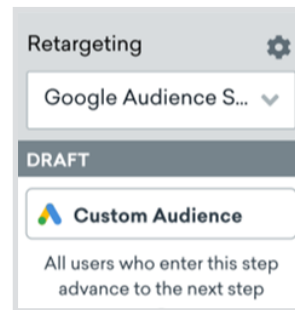 Retargeting
Google Audience S...
DRAFT
Custom Audience
All users who enter this step
advance to the next step